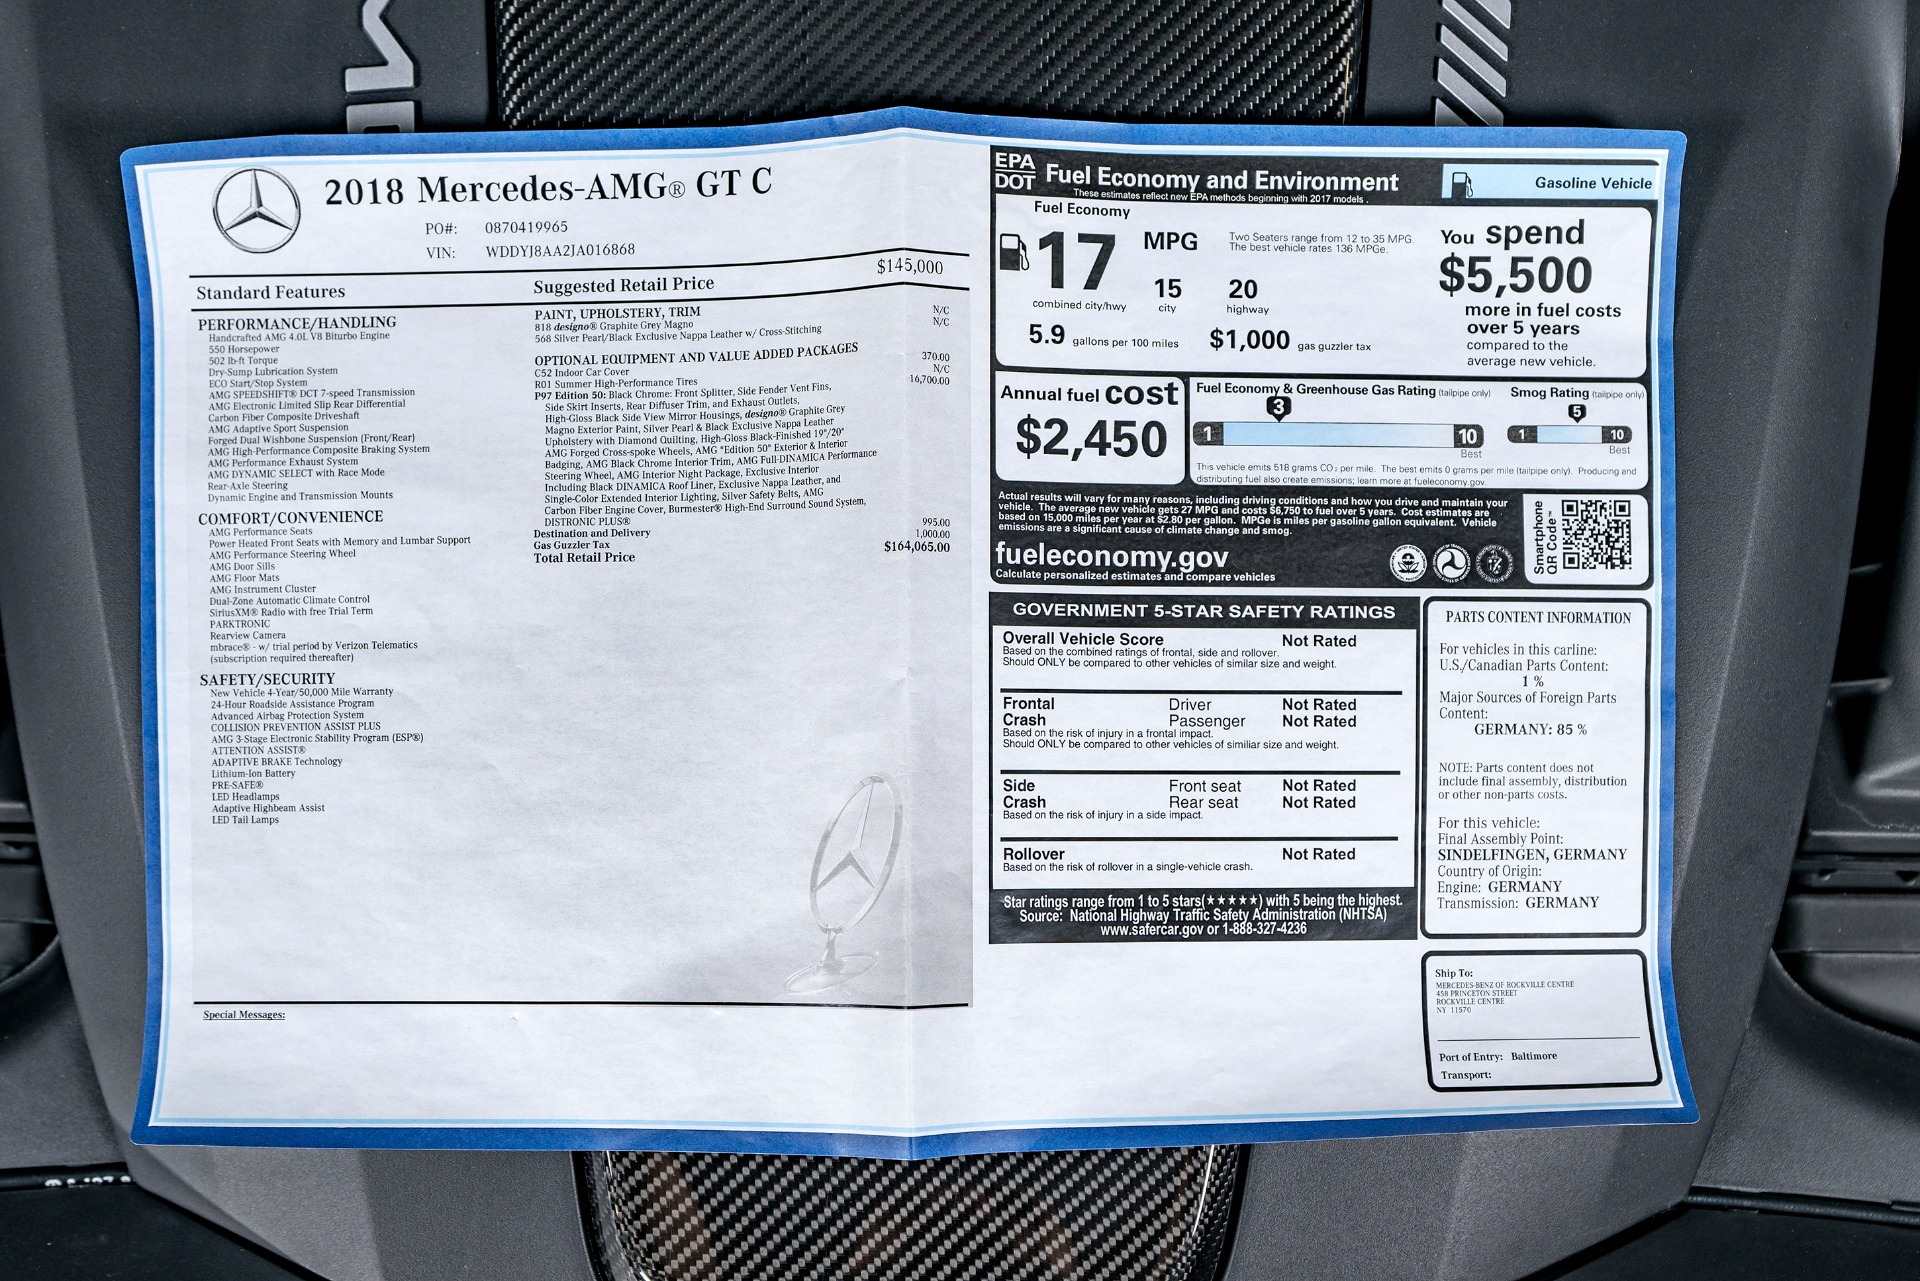 2018 Mercedes-AMG® GT C
PO#: 0870419965
VIN: WDDYJ8AA2JA016868
Standard Features
PERFORMANCE/HANDLING
Handcrafted AMG 4.0L V8 Biturbo Engine
550 Horsepower
502 lb-ft Torque
Dry-Sump Lubrication System
ECO Start/Stop System
AMG SPEEDSHIFT® DCT 7-speed Transmission
AMG Electronic Limited Slip Rear Differential
Carbon Fiber Composite Driveshaft
AMG Adaptive Sport Suspension
Forged Dual Wishbone Suspension (Front/Rear)
AMG High-Performance Composite Braking System
AMG Performance Exhaust System
AMG DYNAMIC SELECT with Race Mode
Rear-Axle Steering
Dynamic Engine and Transmission Mounts
COMFORT/CONVENIENCE
AMG Performance Seats
Power Heated Front Seats with Memory and Lumbar Support
AMG Performance Steering Wheel
AMG Door Sills
AMG Floor Mats
AMG Instrument Cluster
Dual-Zone Automatic Climate Control
SiriusXM® Radio with free Trial Term
PARKTRONIC
Rearview Camera
mbrace® - w/ trial period by Verizon Telematics
(subscription required thereafter)
SAFETY/SECURITY
New Vehicle 4-Year/50,000 Mile Warranty
24-Hour Roadside Assistance Program
Advanced Airbag Protection System
COLLISION PREVENTION ASSIST PLUS
AMG 3-Stage Electronic Stability Program (ESP®)
ATTENTION ASSIST®
ADAPTIVE BRAKE Technology
Lithium-Ion Battery
PRE-SAFE®
LED Headlamps
Adaptive Highbeam Assist
LED Tail Lamps
Suggested Retail Price $145,000
PAINT, UPHOLSTERY, TRIM
818 designo® Graphite Grey Magno N/C
568 Silver Pearl/Black Exclusive Nappa Leather w/ Cross-Stitching N/C
OPTIONAL EQUIPMENT AND VALUE ADDED PACKAGES
C52 Indoor Car Cover 370.00
R01 Summer High-Performance Tires N/C
P97 Edition 50: Black Chrome: Front Splitter, Side Fender Vent Fins, 16,700.00
Side Skirt Inserts, Rear Diffuser Trim, and Exhaust Outlets,
High-Gloss Black Side View Mirror Housings, designo® Graphite Grey
Magno Exterior Paint, Silver Pearl & Black Exclusive Nappa Leather
Upholstery with Diamond Quilting, High-Gloss Black-Finished 19"/20"
AMG Forged Cross-spoke Wheels, AMG "Edition 50" Exterior & Interior
Badging, AMG Black Chrome Interior Trim, AMG Full-DINAMICA Performance
Steering Wheel, AMG Interior Night Package, Exclusive Interior
Including Black DINAMICA Roof Liner, Exclusive Nappa Leather, and
Single-Color Extended Interior Lighting, Silver Safety Belts, AMG
Carbon Fiber Engine Cover, Burmester® High-End Surround Sound System,
DISTRONIC PLUS®
Destination and Delivery 995.00
Gas Guzzler Tax 1,000.00
Total Retail Price $164,065.00
Special Messages:
EPA
DOT Fuel Economy and Environment
These estimates reflect new EPA methods beginning with 2017 models.
Gasoline Vehicle
Fuel Economy
17 MPG
combined city/hwy
15
city
20
highway
Two Seaters range from 12 to 35 MPG.
The best vehicle rates 136 MPGe.
5.9 gallons per 100 miles
$1,000 gas guzzler tax
You spend
$5,500
more in fuel costs
over 5 years
compared to the
average new vehicle.
Annual fuel cost
$2,450
Fuel Economy & Greenhouse Gas Rating (tailpipe only)
3
1 10
Best
Smog Rating (tailpipe only)
5
1 10
Best
This vehicle emits 518 grams CO2 per mile. The best emits 0 grams per mile (tailpipe only). Producing and
distributing fuel also create emissions; learn more at fueleconomy.gov.
Actual results will vary for many reasons, including driving conditions and how you drive and maintain your
vehicle. The average new vehicle gets 27 MPG and costs $6,750 to fuel over 5 years. Cost estimates are
based on 15,000 miles per year at $2.80 per gallon. MPGe is miles per gasoline gallon equivalent. Vehicle
emissions are a significant cause of climate change and smog.
fueleconomy.gov
Calculate personalized estimates and compare vehicles
Smartphone
QR Code™
GOVERNMENT 5-STAR SAFETY RATINGS
Overall Vehicle Score Not Rated
Based on the combined ratings of frontal, side and rollover.
Should ONLY be compared to other vehicles of similar size and weight.
Frontal Driver Not Rated
Crash Passenger Not Rated
Based on the risk of injury in a frontal impact.
Should ONLY be compared to other vehicles of similiar size and weight.
Side Front seat Not Rated
Crash Rear seat Not Rated
Based on the risk of injury in a side impact.
Rollover Not Rated
Based on the risk of rollover in a single-vehicle crash.
Star ratings range from 1 to 5 stars(★★★★★) with 5 being the highest.
Source: National Highway Traffic Safety Administration (NHTSA)
www.safercar.gov or 1-888-327-4236
PARTS CONTENT INFORMATION
For vehicles in this carline:
U.S./Canadian Parts Content:
1 %
Major Sources of Foreign Parts
Content:
GERMANY: 85 %
NOTE: Parts content does not
include final assembly, distribution
or other non-parts costs.
For this vehicle:
Final Assembly Point:
SINDELFINGEN, GERMANY
Country of Origin:
Engine: GERMANY
Transmission: GERMANY
Ship To:
MERCEDES-BENZ OF ROCKVILLE CENTRE
458 PRINCETON STREET
ROCKVILLE CENTRE
NY 11570
Port of Entry: Baltimore
Transport: